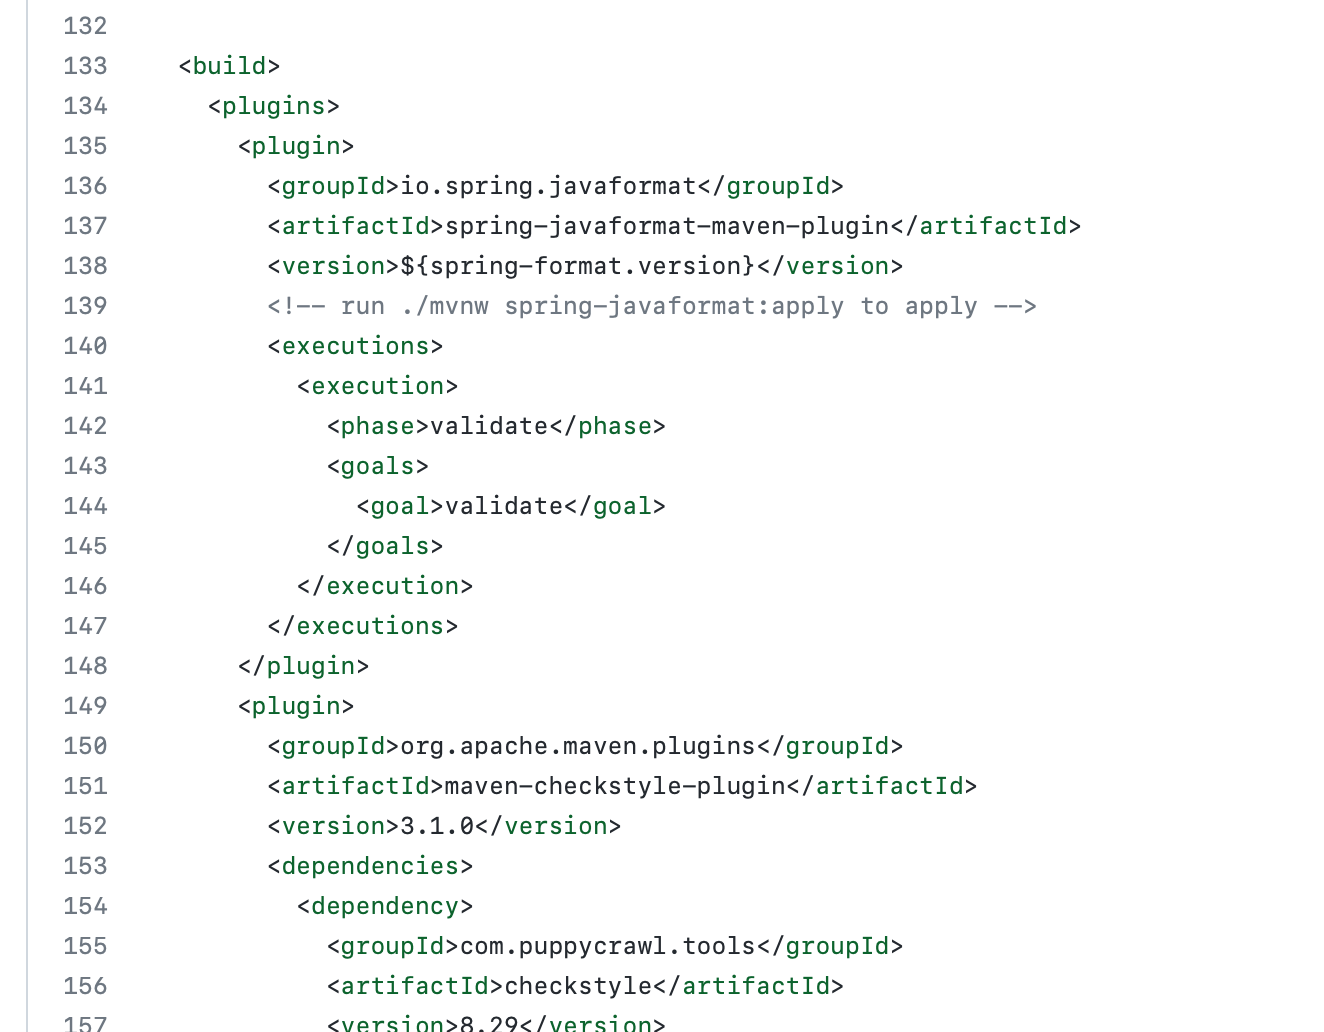 132
133 <build>
134 <plugins>
135 <plugin>
136 <groupId>io.spring.javaformat</groupId>
137 <artifactId>spring-javaformat-maven-plugin</artifactId>
138 <version>${spring-format.version}</version>
139 <!-- run ./mvnw spring-javaformat:apply to apply -->
140 <executions>
141 <execution>
142 <phase>validate</phase>
143 <goals>
144 <goal>validate</goal>
145 </goals>
146 </execution>
147 </executions>
148 </plugin>
149 <plugin>
150 <groupId>org.apache.maven.plugins</groupId>
151 <artifactId>maven-checkstyle-plugin</artifactId>
152 <version>3.1.0</version>
153 <dependencies>
154 <dependency>
155 <groupId>com.puppycrawl.tools</groupId>
156 <artifactId>checkstyle</artifactId>
157 <version>8.29</version>